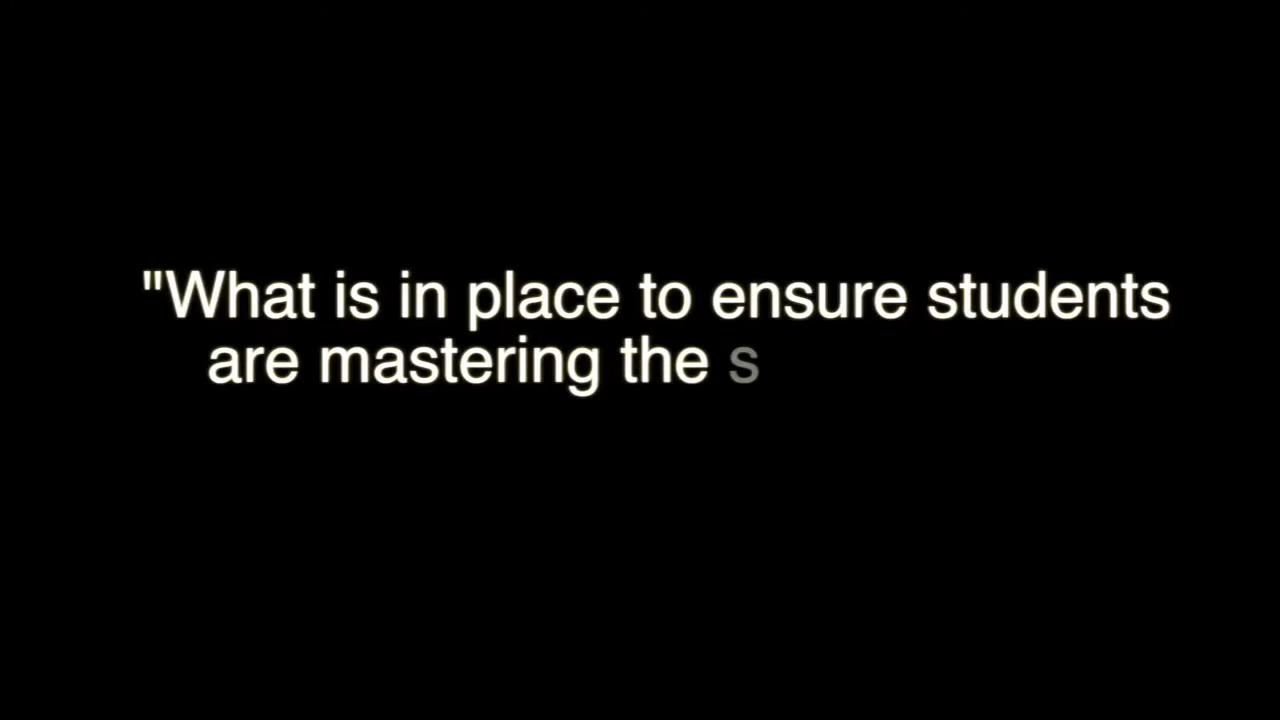 "What is in place to ensure students
are mastering the s